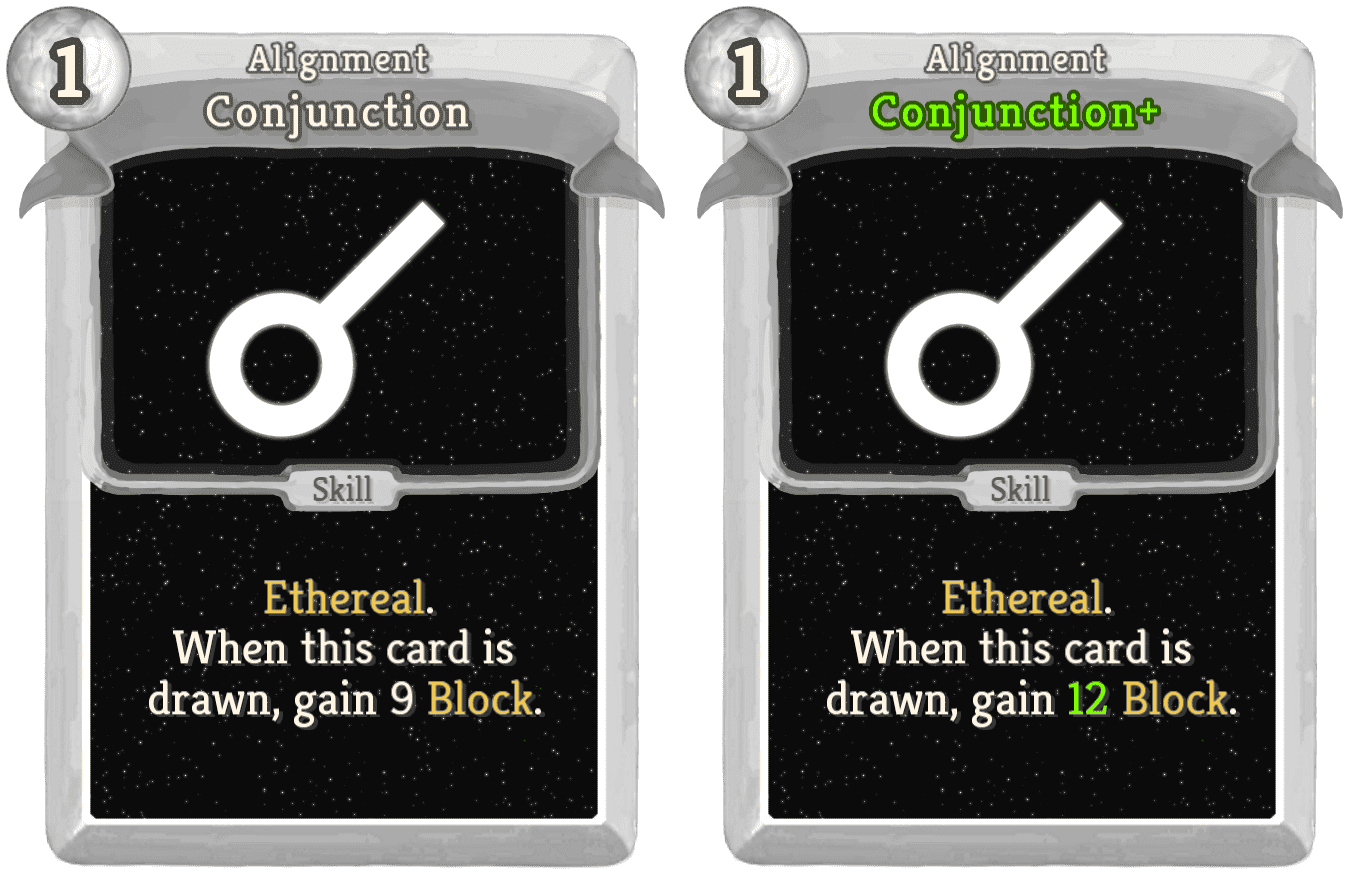 1
Alignment
Conjunction
Skill
Ethereal.
When this card is
drawn, gain 9 Block.
1
Alignment
Conjunction+
Skill
Ethereal.
When this card is
drawn, gain 12 Block.